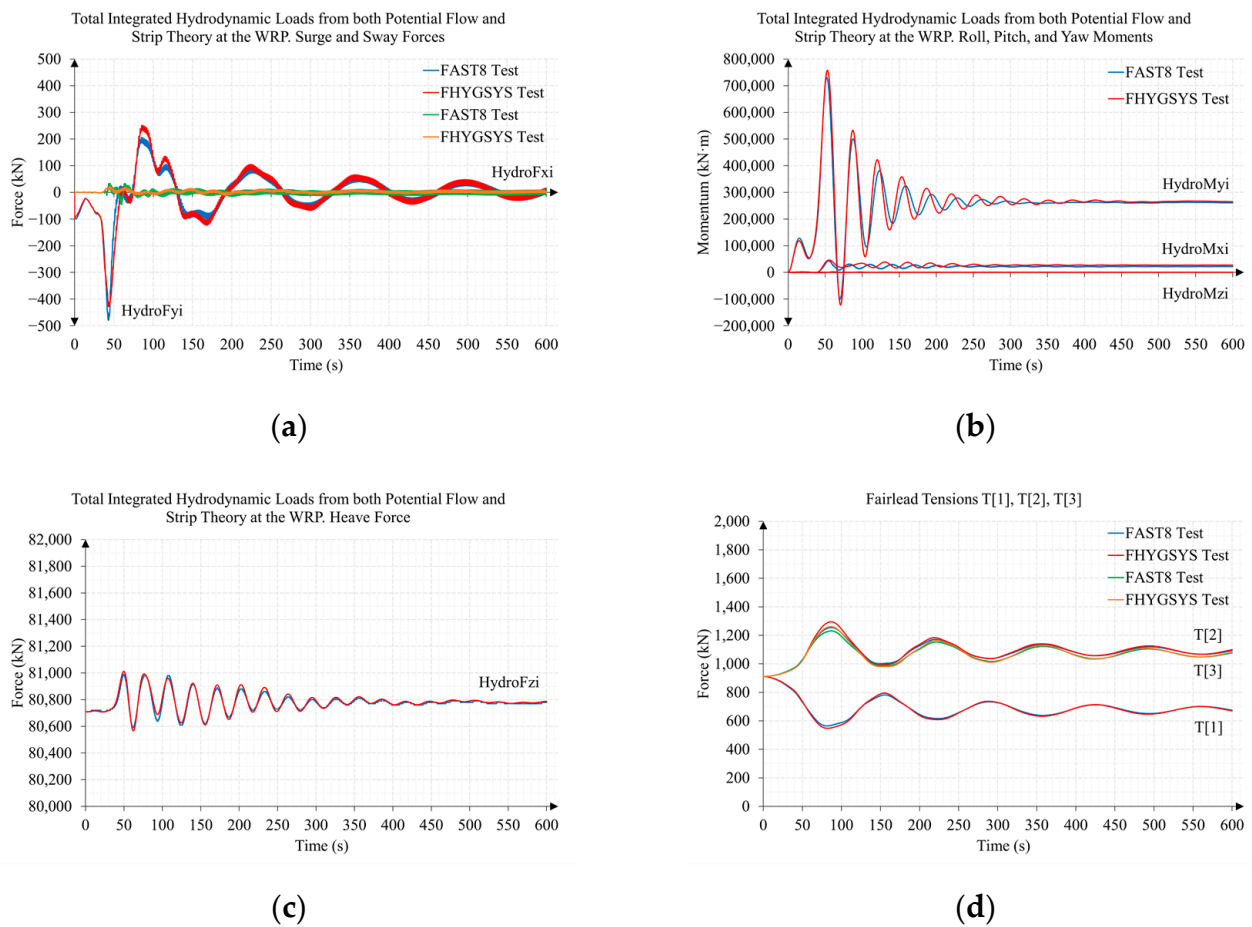 Total Integrated Hydrodynamic Loads from both Potential Flow and
Strip Theory at the WRP. Surge and Sway Forces
500
400
300
200
100
0
−100
−200
−300
−400
−500
Force (kN)
FAST8 Test
FHYGSYS Test
FAST8 Test
FHYGSYS Test
HydroFxi
HydroFyi
0 50 100 150 200 250 300 350 400 450 500 550 600
Time (s)
(a)
Total Integrated Hydrodynamic Loads from both Potential Flow and
Strip Theory at the WRP. Roll, Pitch, and Yaw Moments
800,000
700,000
600,000
500,000
400,000
300,000
200,000
100,000
0
−100,000
−200,000
Momentum (kN·m)
FAST8 Test
FHYGSYS Test
HydroMyi
HydroMxi
HydroMzi
0 50 100 150 200 250 300 350 400 450 500 550 600
Time (s)
(b)
Total Integrated Hydrodynamic Loads from both Potential Flow and
Strip Theory at the WRP. Heave Force
82,000
81,800
81,600
81,400
81,200
81,000
80,800
80,600
80,400
80,200
80,000
Force (kN)
HydroFzi
0 50 100 150 200 250 300 350 400 450 500 550 600
Time (s)
(c)
Fairlead Tensions T[1], T[2], T[3]
2,000
1,800
1,600
1,400
1,200
1,000
800
600
400
200
0
Force (kN)
FAST8 Test
FHYGSYS Test
FAST8 Test
FHYGSYS Test
T[2]
T[3]
T[1]
0 50 100 150 200 250 300 350 400 450 500 550 600
Time (s)
(d)